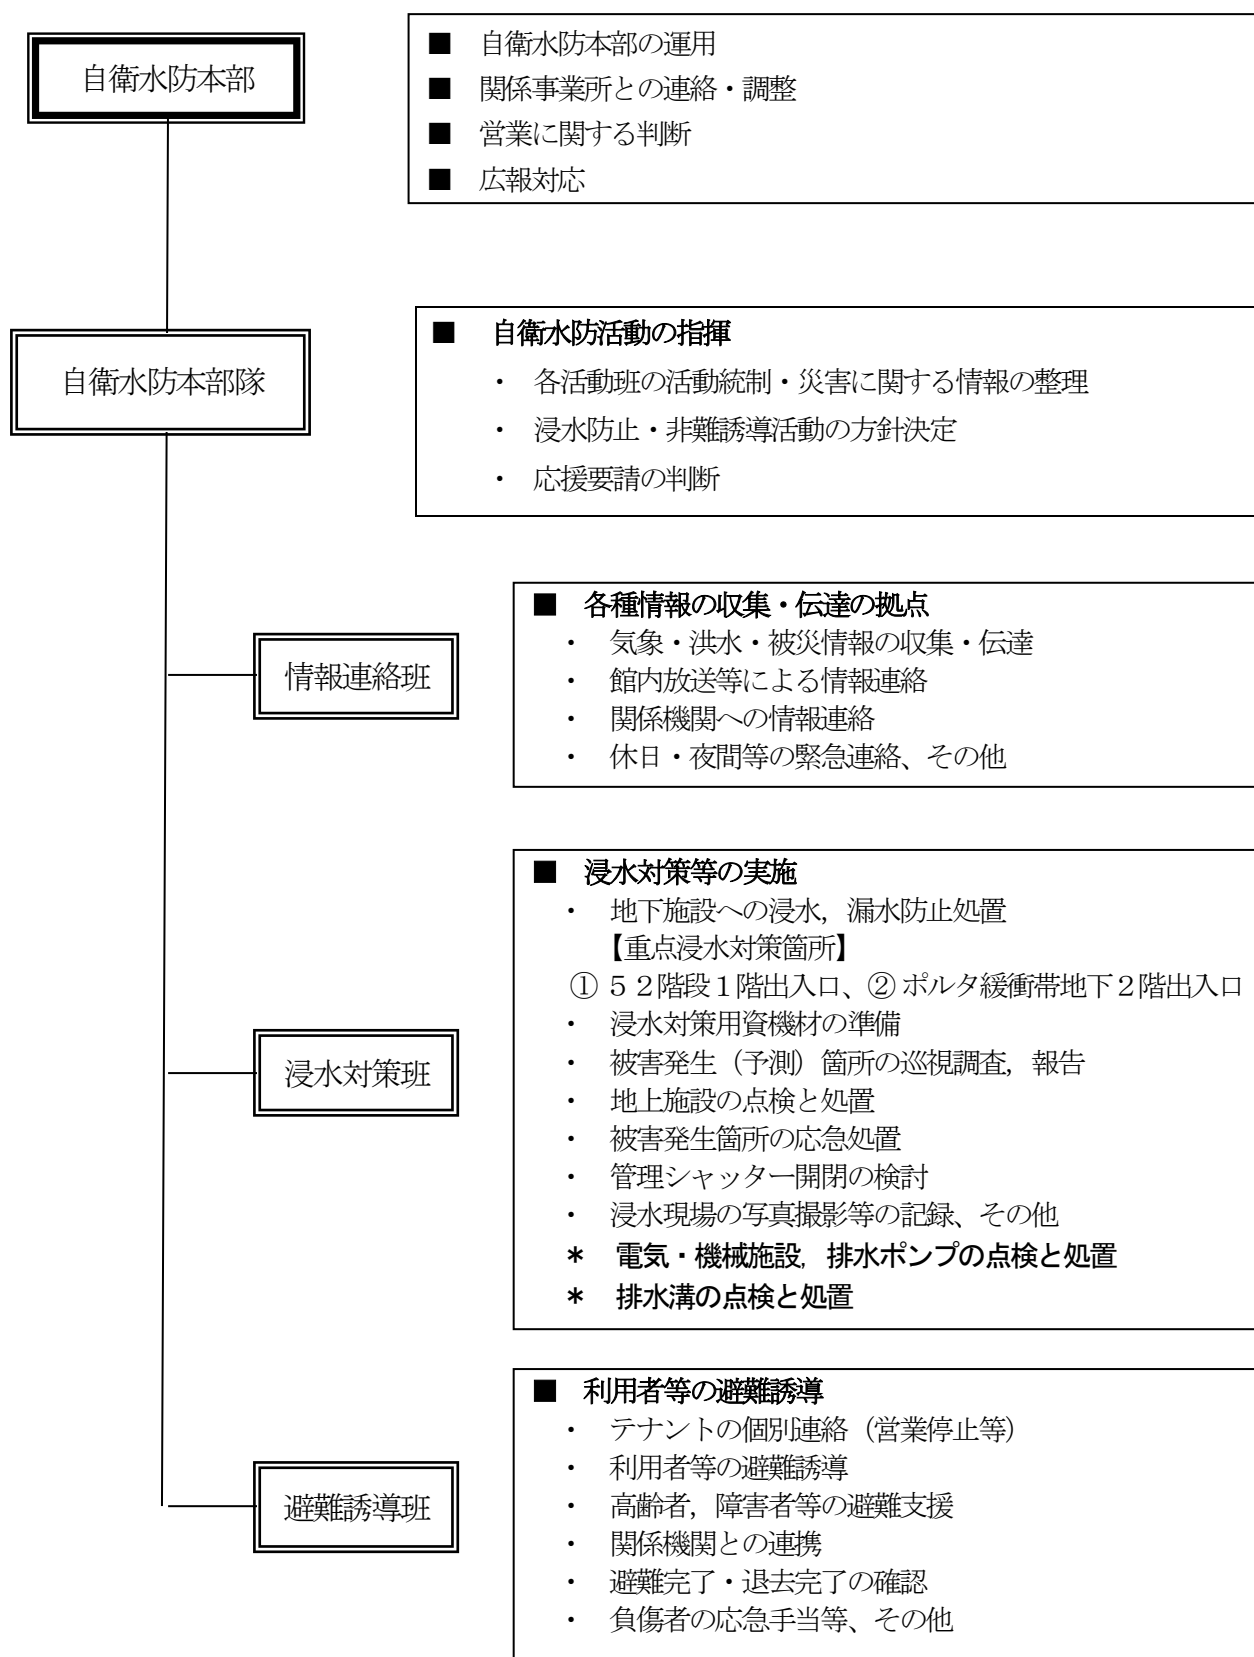 自衛水防本部
■ 自衛水防本部の運用
■ 関係事業所との連絡・調整
■ 営業に関する判断
■ 広報対応
自衛水防本部隊
■ 自衛水防活動の指揮
・ 各活動班の活動統制・災害に関する情報の整理
・ 浸水防止・非難誘導活動の方針決定
・ 応援要請の判断
情報連絡班
■ 各種情報の収集・伝達の拠点
・ 気象・洪水・被災情報の収集・伝達
・ 館内放送等による情報連絡
・ 関係機関への情報連絡
・ 休日・夜間等の緊急連絡、その他
浸水対策班
■ 浸水対策等の実施
・ 地下施設への浸水，漏水防止処置
【重点浸水対策箇所】
① ５２階段１階出入口、② ポルタ緩衝帯地下２階出入口
・ 浸水対策用資機材の準備
・ 被害発生（予測）箇所の巡視調査，報告
・ 地上施設の点検と処置
・ 被害発生箇所の応急処置
・ 管理シャッター開閉の検討
・ 浸水現場の写真撮影等の記録、その他
＊ 電気・機械施設，排水ポンプの点検と処置
＊ 排水溝の点検と処置
避難誘導班
■ 利用者等の避難誘導
・ テナントの個別連絡（営業停止等）
・ 利用者等の避難誘導
・ 高齢者，障害者等の避難支援
・ 関係機関との連携
・ 避難完了・退去完了の確認
・ 負傷者の応急手当等、その他